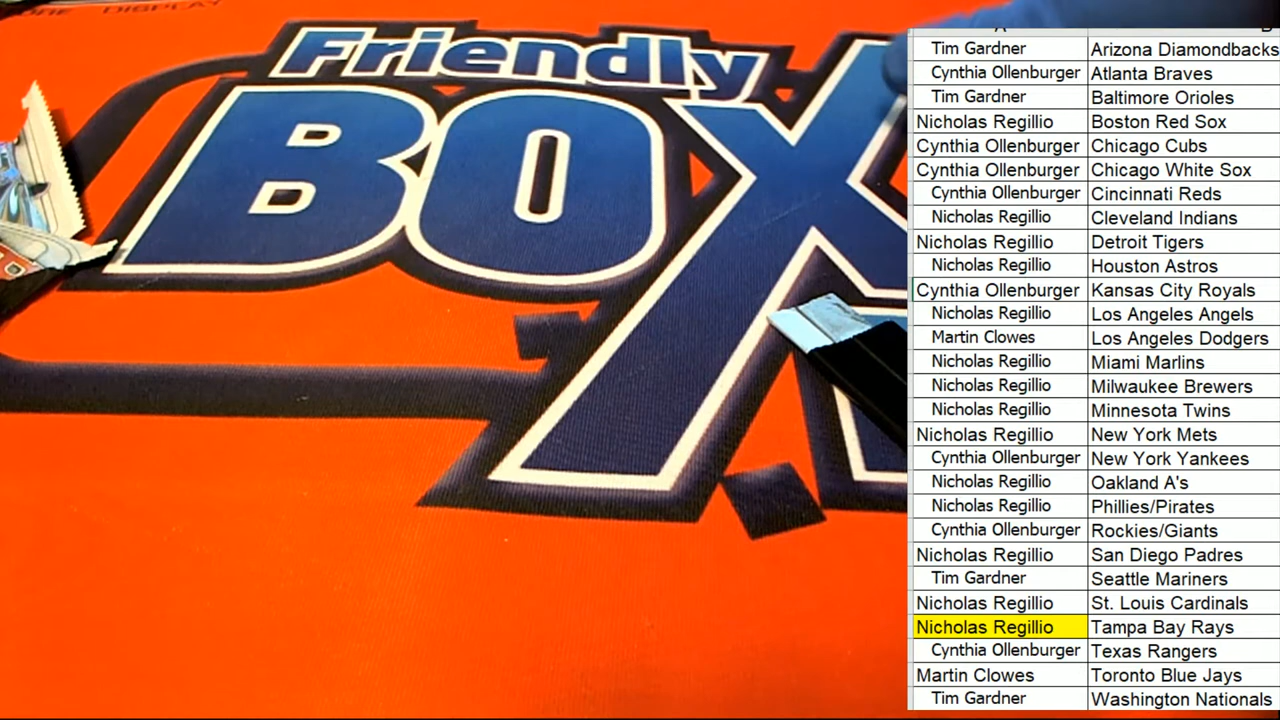 DISPLAY
Friendly
BOX
Tim Gardner Arizona Diamondbacks
Cynthia Ollenburger Atlanta Braves
Tim Gardner Baltimore Orioles
Nicholas Regillio Boston Red Sox
Cynthia Ollenburger Chicago Cubs
Cynthia Ollenburger Chicago White Sox
Cynthia Ollenburger Cincinnati Reds
Nicholas Regillio Cleveland Indians
Nicholas Regillio Detroit Tigers
Nicholas Regillio Houston Astros
Cynthia Ollenburger Kansas City Royals
Nicholas Regillio Los Angeles Angels
Martin Clowes Los Angeles Dodgers
Nicholas Regillio Miami Marlins
Nicholas Regillio Milwaukee Brewers
Nicholas Regillio Minnesota Twins
Nicholas Regillio New York Mets
Cynthia Ollenburger New York Yankees
Nicholas Regillio Oakland A's
Nicholas Regillio Phillies/Pirates
Cynthia Ollenburger Rockies/Giants
Nicholas Regillio San Diego Padres
Tim Gardner Seattle Mariners
Nicholas Regillio St. Louis Cardinals
Nicholas Regillio Tampa Bay Rays
Cynthia Ollenburger Texas Rangers
Martin Clowes Toronto Blue Jays
Tim Gardner Washington Nationals